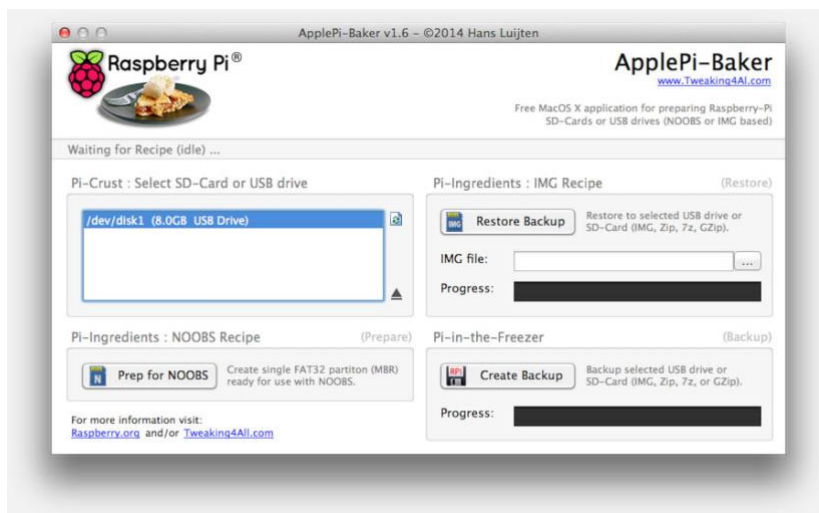 ApplePi-Baker v1.6 – ©2014 Hans Luijten
Raspberry Pi®
ApplePi-Baker
www.Tweaking4Al.com
Free MacOS X application for preparing Raspberry-Pi
SD-Cards or USB drives (NOOBS or IMG based)
Waiting for Recipe (idle) ...
Pi-Crust : Select SD-Card or USB drive
/dev/disk1 (8.0GB USB Drive)
Pi-Ingredients : IMG Recipe (Restore)
IMG
Restore Backup
Restore to selected USB drive or
SD-Card (IMG, Zip, 7z, GZip).
IMG file:
...
Progress:
Pi-Ingredients : NOOBS Recipe (Prepare)
N
Prep for NOOBS
Create single FAT32 partiton (MBR)
ready for use with NOOBS.
For more information visit:
Raspberry.org and/or Tweaking4All.com
Pi-in-the-Freezer (Backup)
RPi
Create Backup
Backup selected USB drive or
SD-Card (IMG, Zip, 7z, or GZip).
Progress: